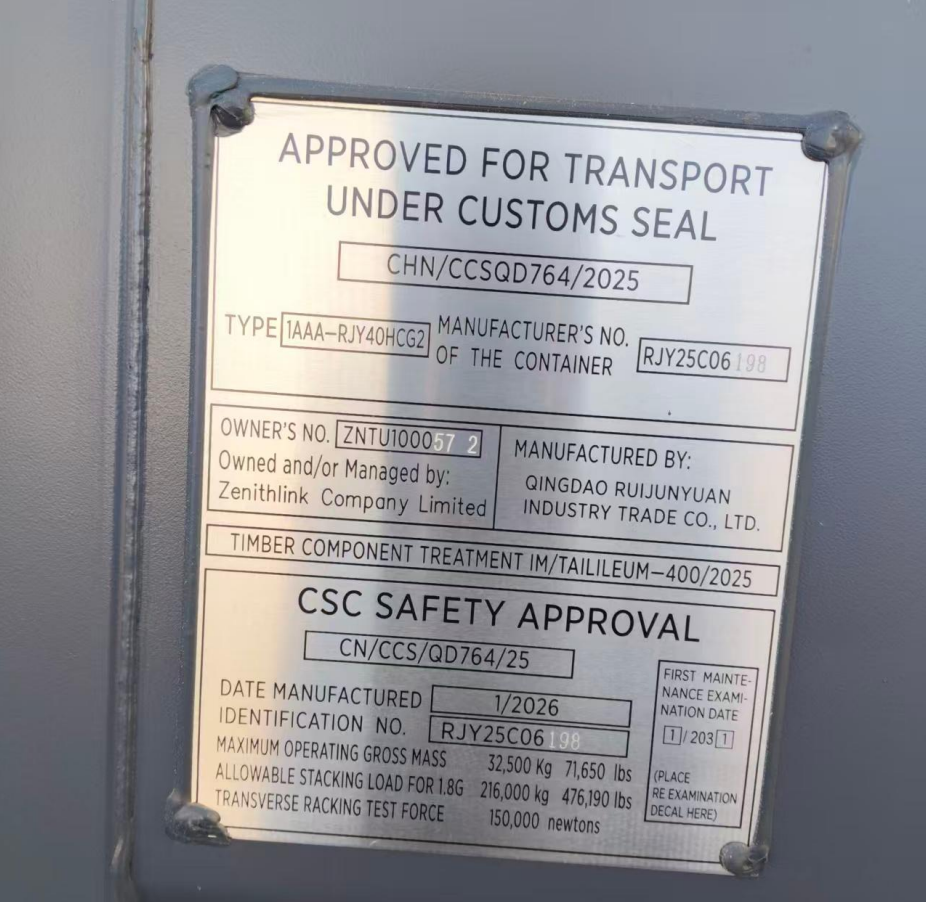 APPROVED FOR TRANSPORT
UNDER CUSTOMS SEAL
CHN/CCSQD764/2025
TYPE 1AAA-RJY40HCG2
MANUFACTURER'S NO.
OF THE CONTAINER
RJY25C06198
OWNER'S NO. ZNTU100057 2
Owned and/or Managed by:
Zenithlink Company Limited
MANUFACTURED BY:
QINGDAO RUIJUNYUAN
INDUSTRY TRADE CO., LTD.
TIMBER COMPONENT TREATMENT IM/TAILILEUM-400/2025
CSC SAFETY APPROVAL
CN/CCS/QD764/25
DATE MANUFACTURED 1/2026
IDENTIFICATION NO. RJY25C06198
MAXIMUM OPERATING GROSS MASS 32,500 Kg 71,650 lbs
ALLOWABLE STACKING LOAD FOR 1.8G 216,000 kg 476,190 lbs
TRANSVERSE RACKING TEST FORCE 150,000 newtons
FIRST MAINTE-
NANCE EXAMI-
NATION DATE
1/2031
(PLACE
RE EXAMINATION
DECAL HERE)